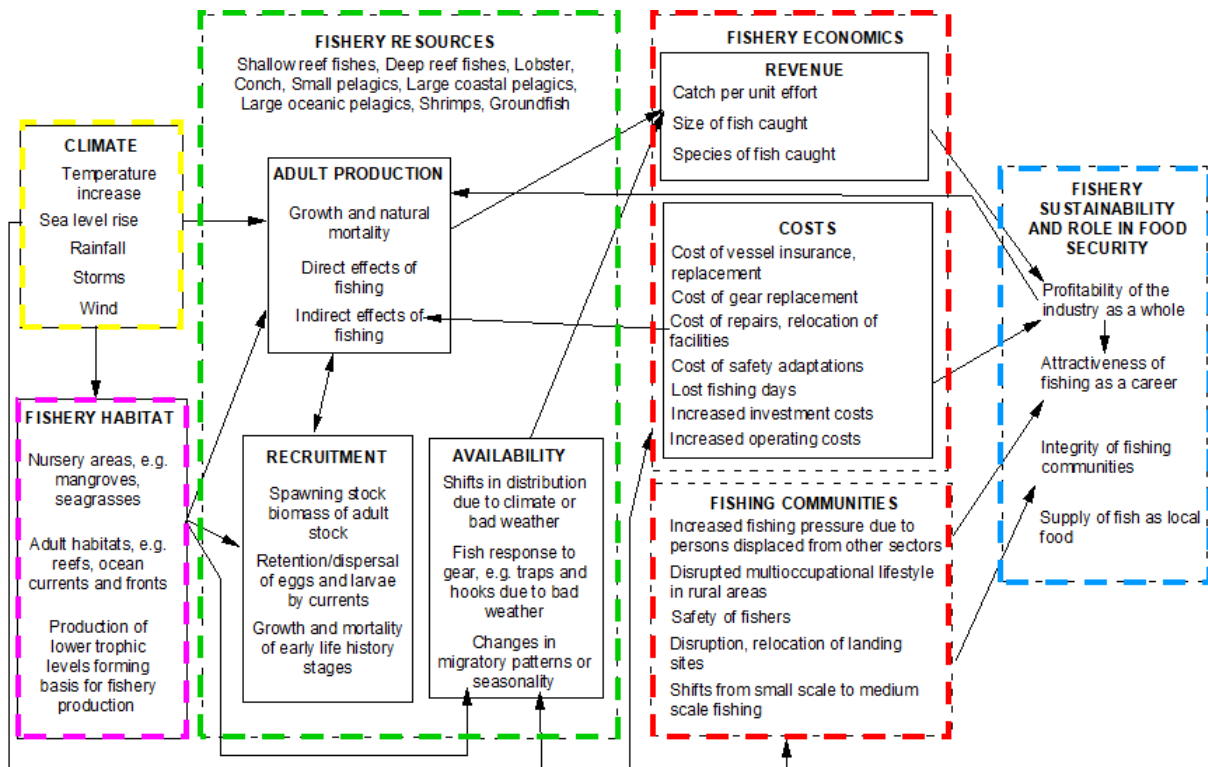 FISHERY RESOURCES
Shallow reef fishes, Deep reef fishes, Lobster,
Conch, Small pelagics, Large coastal pelagics,
Large oceanic pelagics, Shrimps, Groundfish
FISHERY ECONOMICS
REVENUE
Catch per unit effort
Size of fish caught
Species of fish caught
CLIMATE
Temperature
increase
Sea level rise
Rainfall
Storms
Wind
ADULT PRODUCTION
Growth and natural
mortality
Direct effects of
fishing
Indirect effects of
fishing
COSTS
Cost of vessel insurance,
replacement
Cost of gear replacement
Cost of repairs, relocation of
facilities
Cost of safety adaptations
Lost fishing days
Increased investment costs
Increased operating costs
FISHERY
SUSTAINABILITY
AND ROLE IN FOOD
SECURITY
Profitability of the
industry as a whole
Attractiveness of
fishing as a career
Integrity of fishing
communities
Supply of fish as local
food
FISHERY HABITAT
Nursery areas, e.g.
mangroves,
seagrasses
Adult habitats, e.g.
reefs, ocean
currents and fronts
Production of
lower trophic
levels forming
basis for fishery
production
RECRUITMENT
Spawning stock
biomass of adult
stock
Retention/dispersal
of eggs and larvae
by currents
Growth and mortality
of early life history
stages
AVAILABILITY
Shifts in distribution
due to climate or
bad weather
Fish response to
gear, e.g. traps and
hooks due to bad
weather
Changes in
migratory patterns or
seasonality
FISHING COMMUNITIES
Increased fishing pressure due to
persons displaced from other sectors
Disrupted multioccupational lifestyle
in rural areas
Safety of fishers
Disruption, relocation of landing
sites
Shifts from small scale to medium
scale fishing